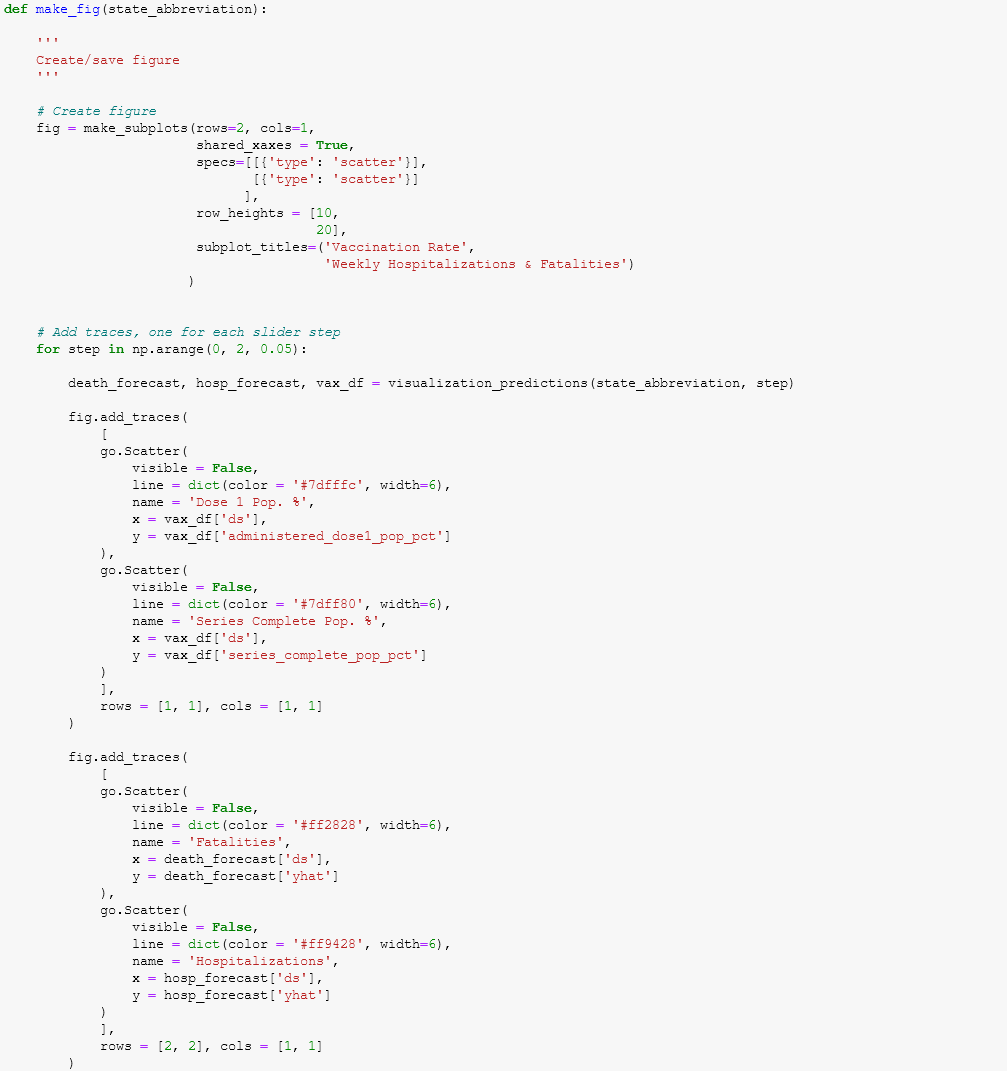 def make_fig(state_abbreviation):
'''
Create/save figure
'''
# Create figure
fig = make_subplots(rows=2, cols=1,
shared_xaxes = True,
specs=[[{'type': 'scatter'}],
[{'type': 'scatter'}]
],
row_heights = [10,
20],
subplot_titles=('Vaccination Rate',
'Weekly Hospitalizations & Fatalities')
)
# Add traces, one for each slider step
for step in np.arange(0, 2, 0.05):
death_forecast, hosp_forecast, vax_df = visualization_predictions(state_abbreviation, step)
fig.add_traces(
[
go.Scatter(
visible = False,
line = dict(color = '#7dfffc', width=6),
name = 'Dose 1 Pop. %',
x = vax_df['ds'],
y = vax_df['administered_dose1_pop_pct']
),
go.Scatter(
visible = False,
line = dict(color = '#7dff80', width=6),
name = 'Series Complete Pop. %',
x = vax_df['ds'],
y = vax_df['series_complete_pop_pct']
)
],
rows = [1, 1], cols = [1, 1]
)
fig.add_traces(
[
go.Scatter(
visible = False,
line = dict(color = '#ff2828', width=6),
name = 'Fatalities',
x = death_forecast['ds'],
y = death_forecast['yhat']
),
go.Scatter(
visible = False,
line = dict(color = '#ff9428', width=6),
name = 'Hospitalizations',
x = hosp_forecast['ds'],
y = hosp_forecast['yhat']
)
],
rows = [2, 2], cols = [1, 1]
)